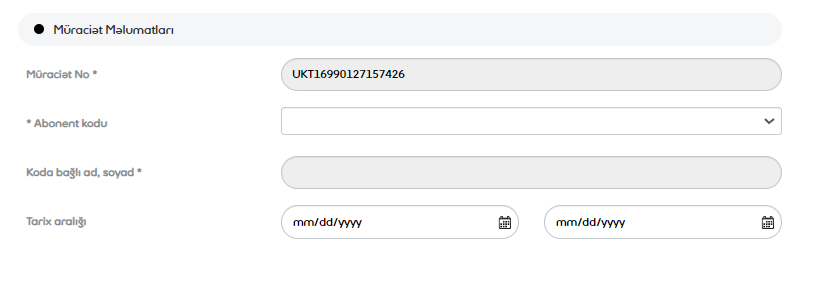 Müraciət Məlumatları
Müraciət No *
UKT16990127157426
* Abonent kodu
Koda bağlı ad, soyad *
Tarix aralığı
mm/dd/yyyy
mm/dd/yyyy